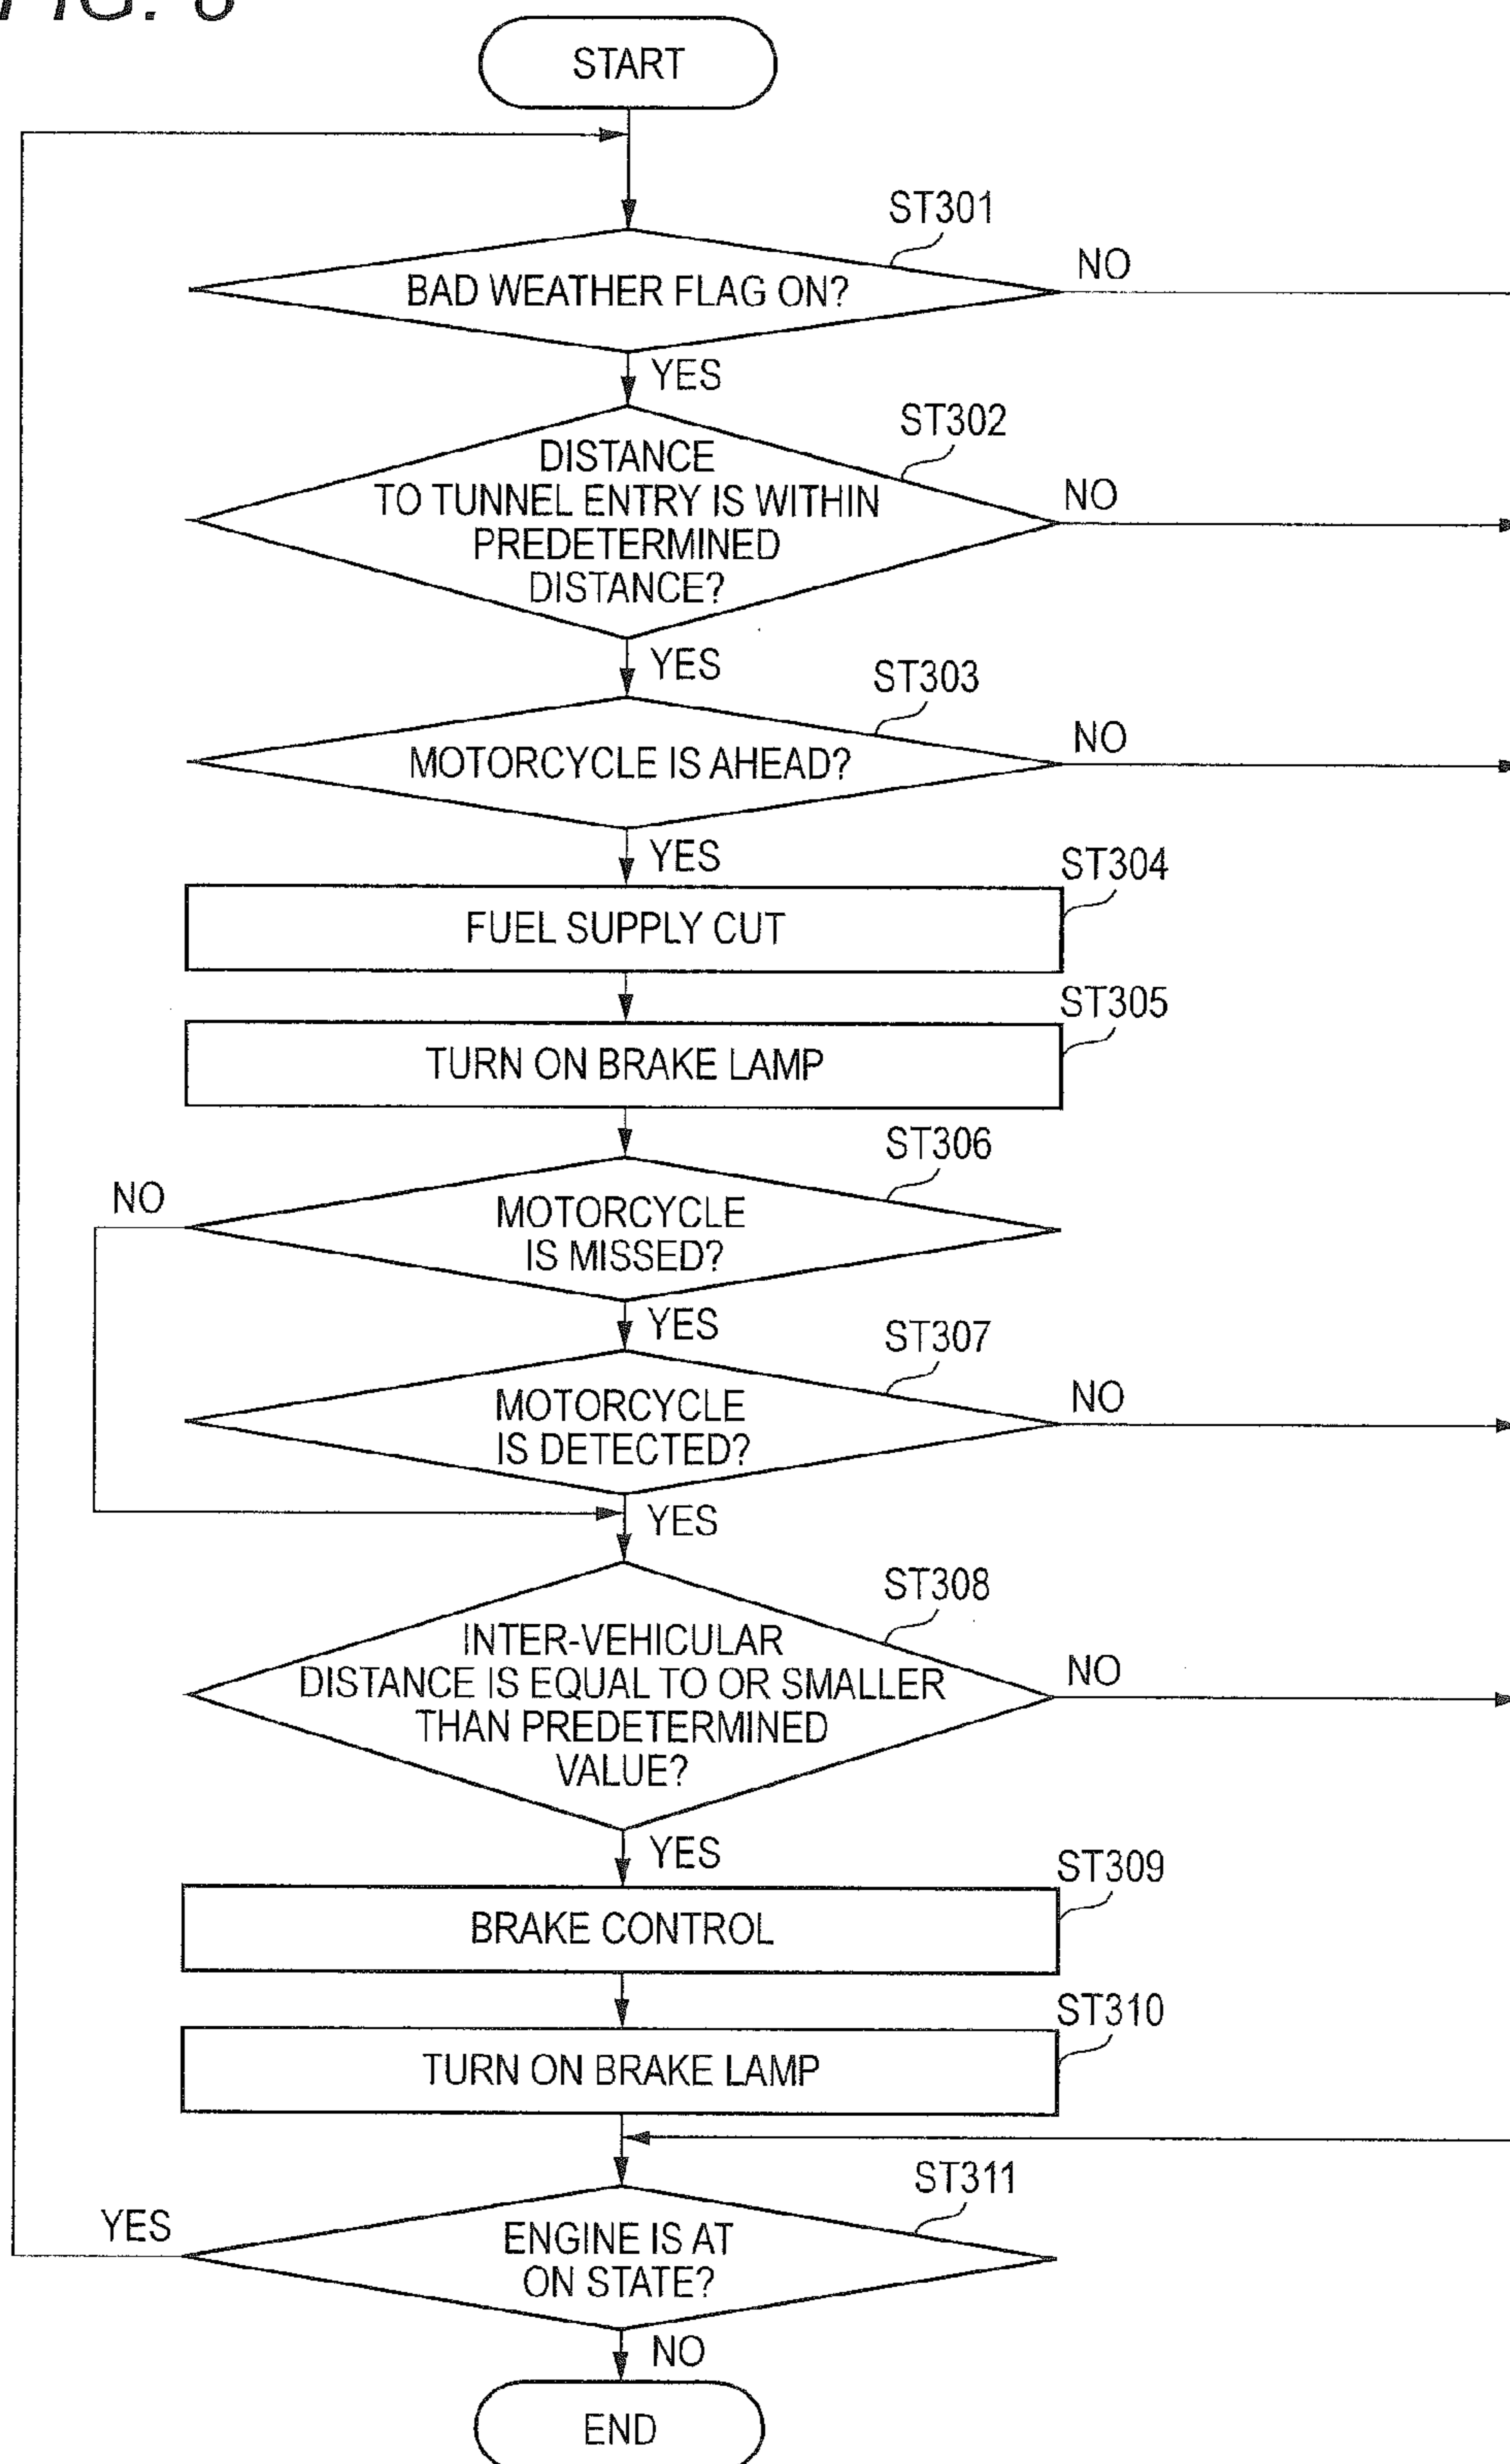 START
ST301
BAD WEATHER FLAG ON?
NO
YES
ST302
DISTANCE
TO TUNNEL ENTRY IS WITHIN
PREDETERMINED
DISTANCE?
NO
YES
ST303
MOTORCYCLE IS AHEAD?
NO
YES
ST304
FUEL SUPPLY CUT
ST305
TURN ON BRAKE LAMP
ST306
NO
MOTORCYCLE
IS MISSED?
YES
ST307
MOTORCYCLE
IS DETECTED?
NO
YES
ST308
INTER-VEHICULAR
DISTANCE IS EQUAL TO OR SMALLER
THAN PREDETERMINED
VALUE?
NO
YES
ST309
BRAKE CONTROL
ST310
TURN ON BRAKE LAMP
ST311
YES
ENGINE IS AT
ON STATE?
NO
END